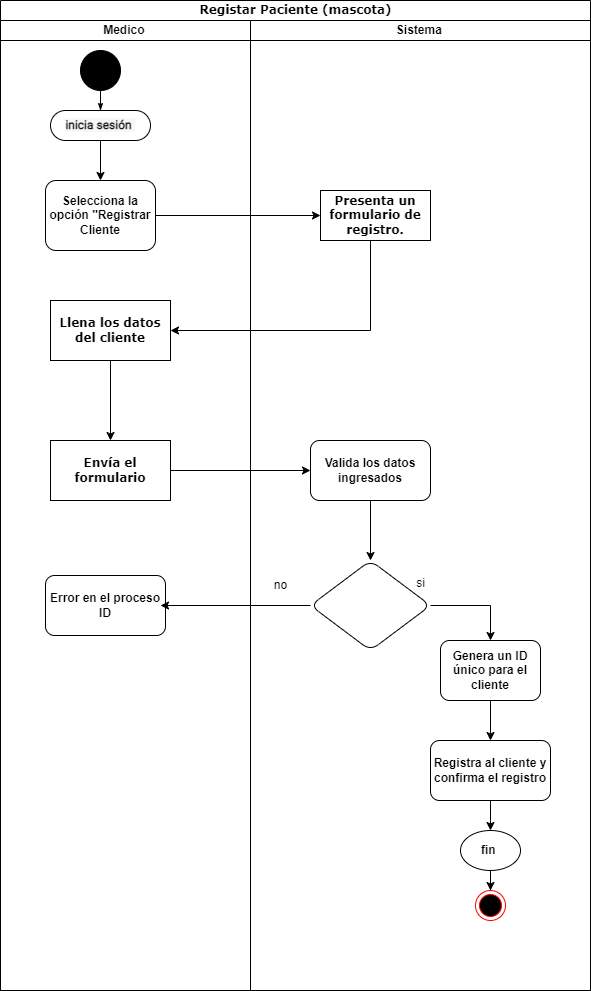 Registar Paciente (mascota)
Medico
Sistema
inicia sesión
Selecciona la
opción "Registrar
Cliente
Presenta un
formulario de
registro.
Llena los datos
del cliente
Envía el
formulario
Valida los datos
ingresados
no
si
Error en el proceso
ID
Genera un ID
único para el
cliente
Registra al cliente y
confirma el registro
fin